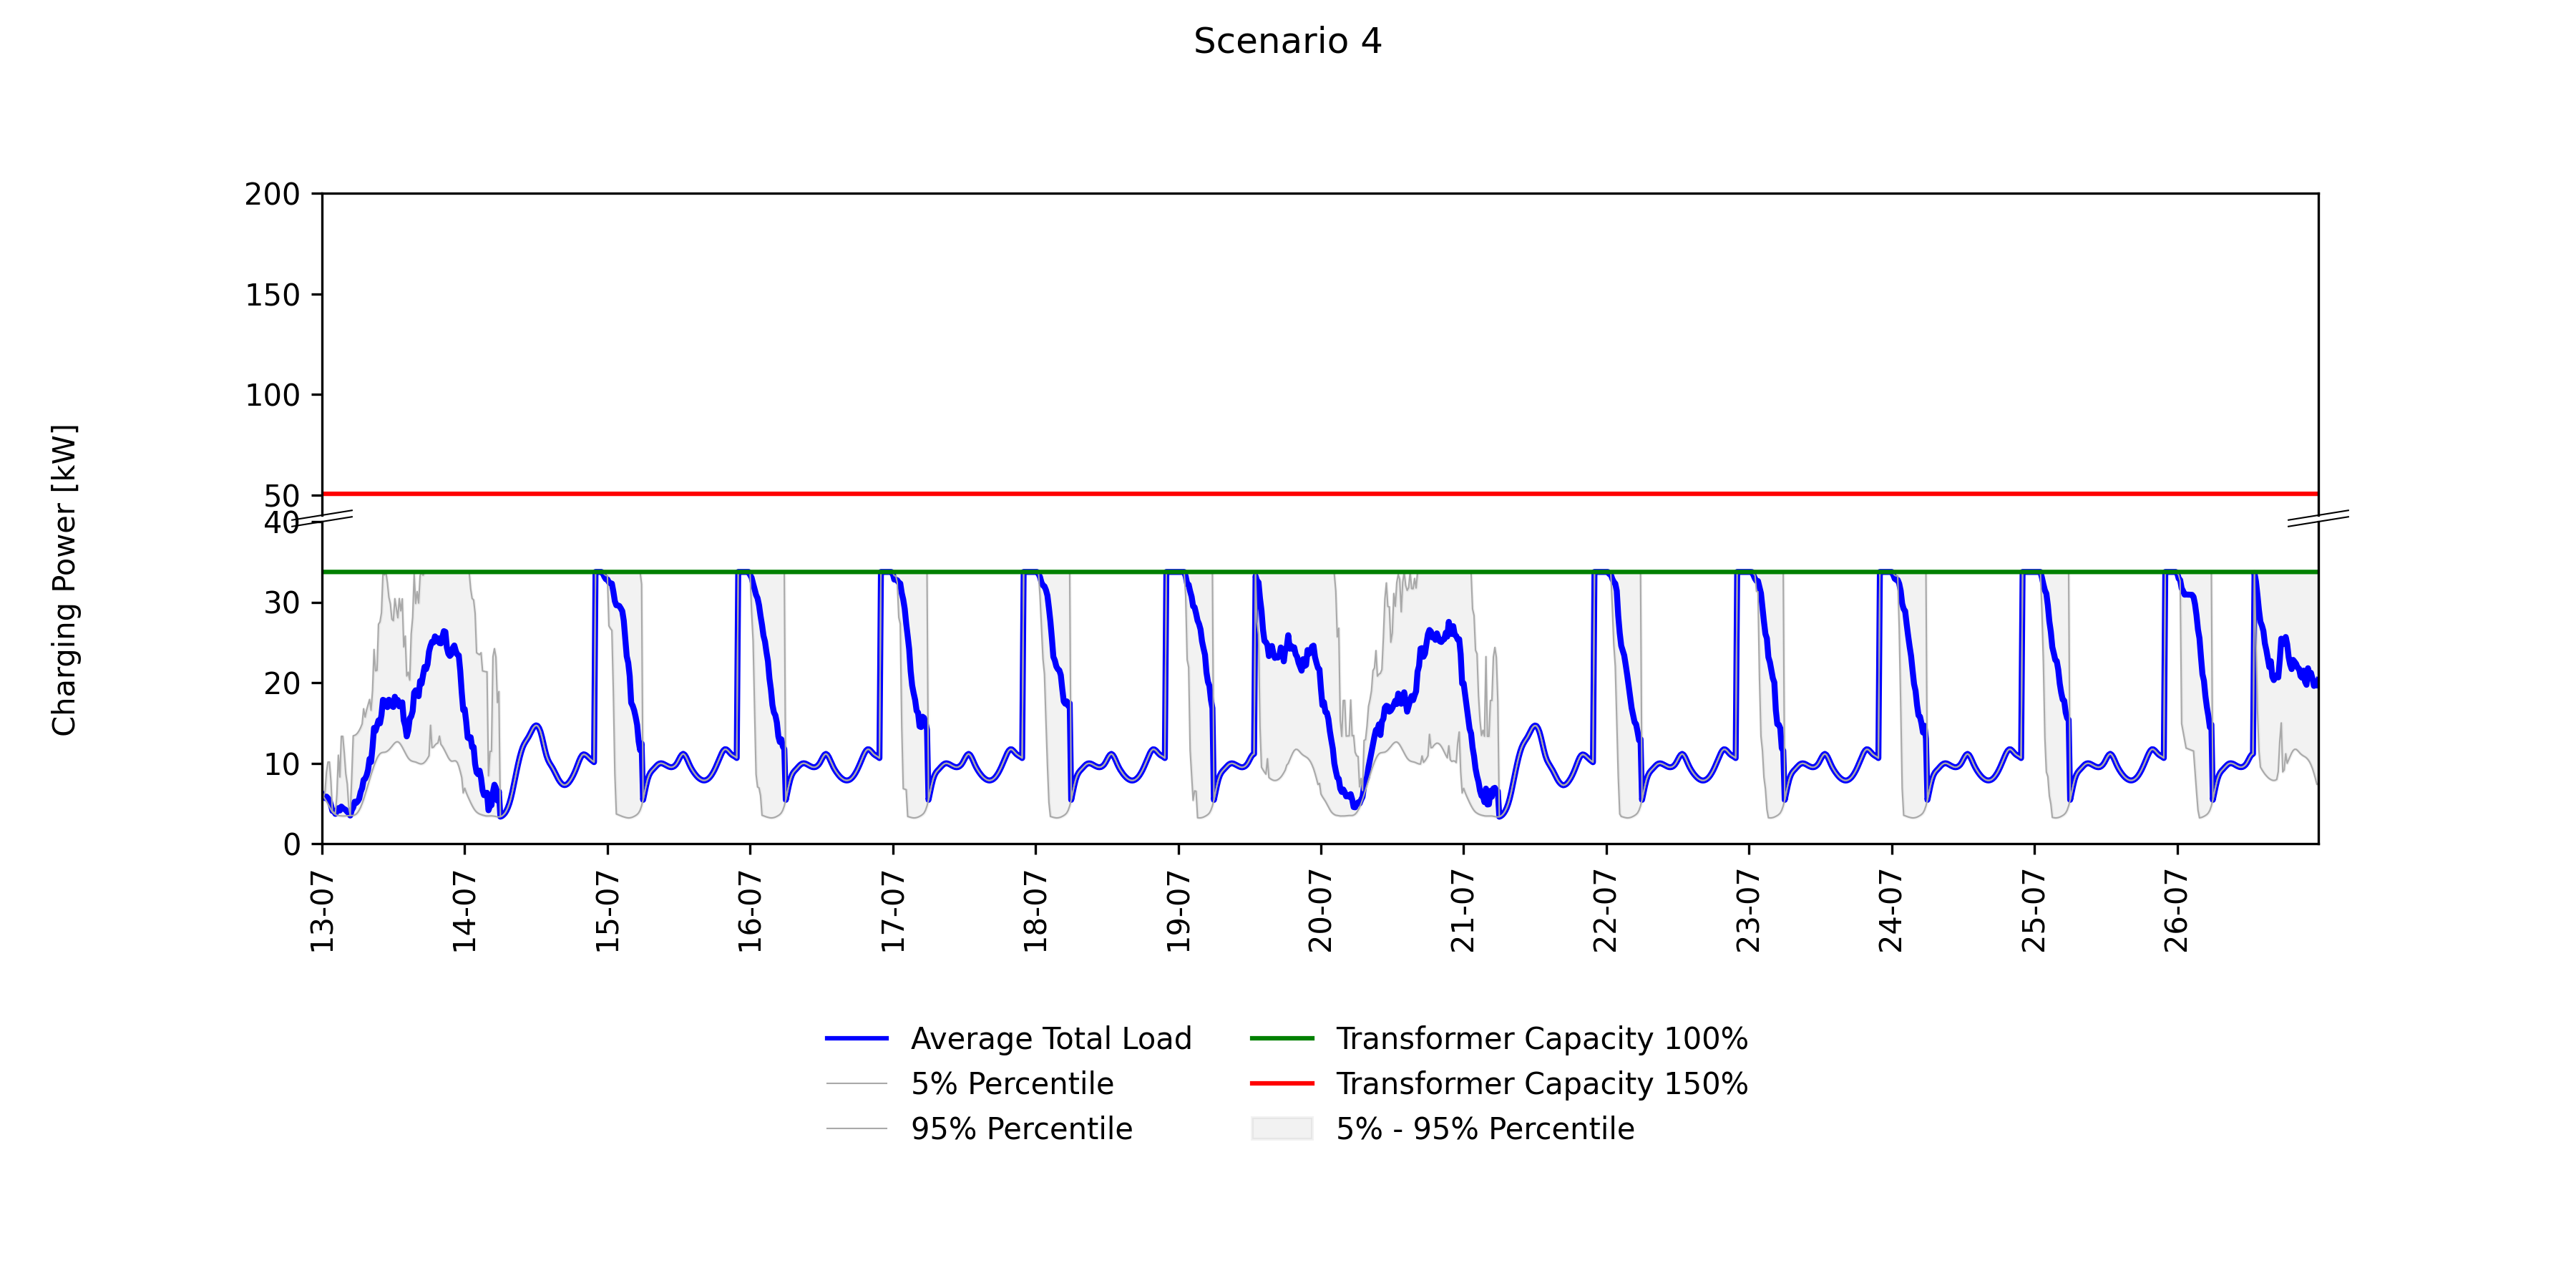 Scenario 4
Charging Power [kW]
200
150
100
50
40
30
20
10
0
13-07
14-07
15-07
16-07
17-07
18-07
19-07
20-07
21-07
22-07
23-07
24-07
25-07
26-07
Average Total Load
5% Percentile
95% Percentile
Transformer Capacity 100%
Transformer Capacity 150%
5% - 95% Percentile